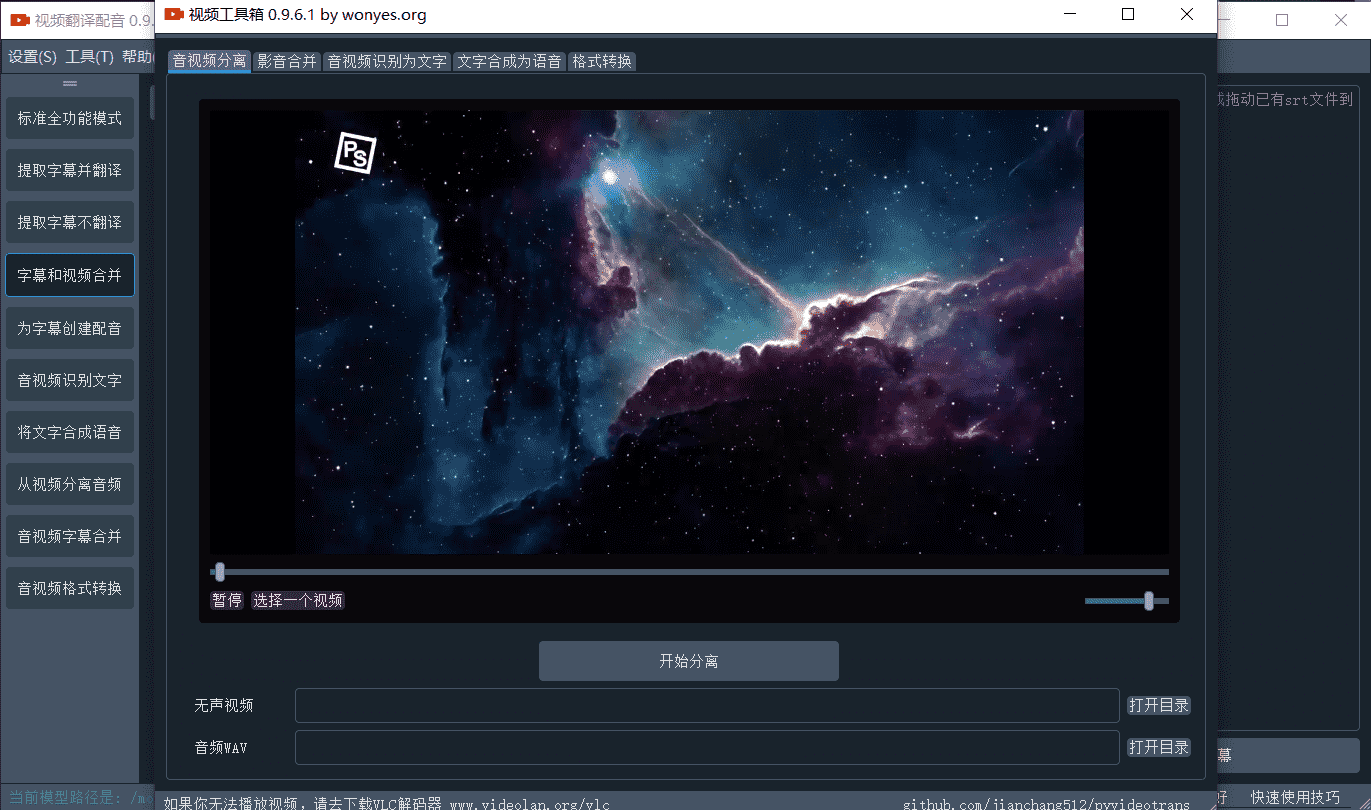 视频翻译配音 0.9.
视频工具箱 0.9.6.1 by wonyes.org
设置(S) 工具(T) 帮助(
标准全功能模式
提取字幕并翻译
提取字幕不翻译
字幕和视频合并
为字幕创建配音
音视频识别文字
将文字合成语音
从视频分离音频
音视频字幕合并
音视频格式转换
当前模型路径是: /mo
音视频分离 影音合并 音视频识别为文字 文字合成为语音 格式转换
PS
暂停 选择一个视频
开始分离
无声视频 打开目录
音频WAV 打开目录
如果你无法播放视频，请去下载VLC解码器 www.videolan.org/vlc
github.com/jianchang512/pyvideotrans
拖动已有srt文件到
幕
好 快速使用技巧